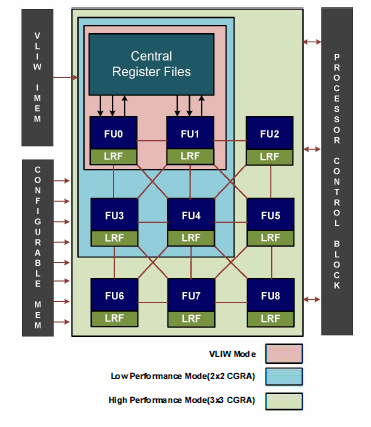 VLIW IMEM
Central
Register Files
FU0
LRF
FU1
LRF
FU2
LRF
FU3
LRF
FU4
LRF
FU5
LRF
FU6
LRF
FU7
LRF
FU8
LRF
CONFIGURABLE MEM
PROCESSOR CONTROL BLOCK
VLIW Mode
Low Performance Mode(2x2 CGRA)
High Performance Mode(3x3 CGRA)